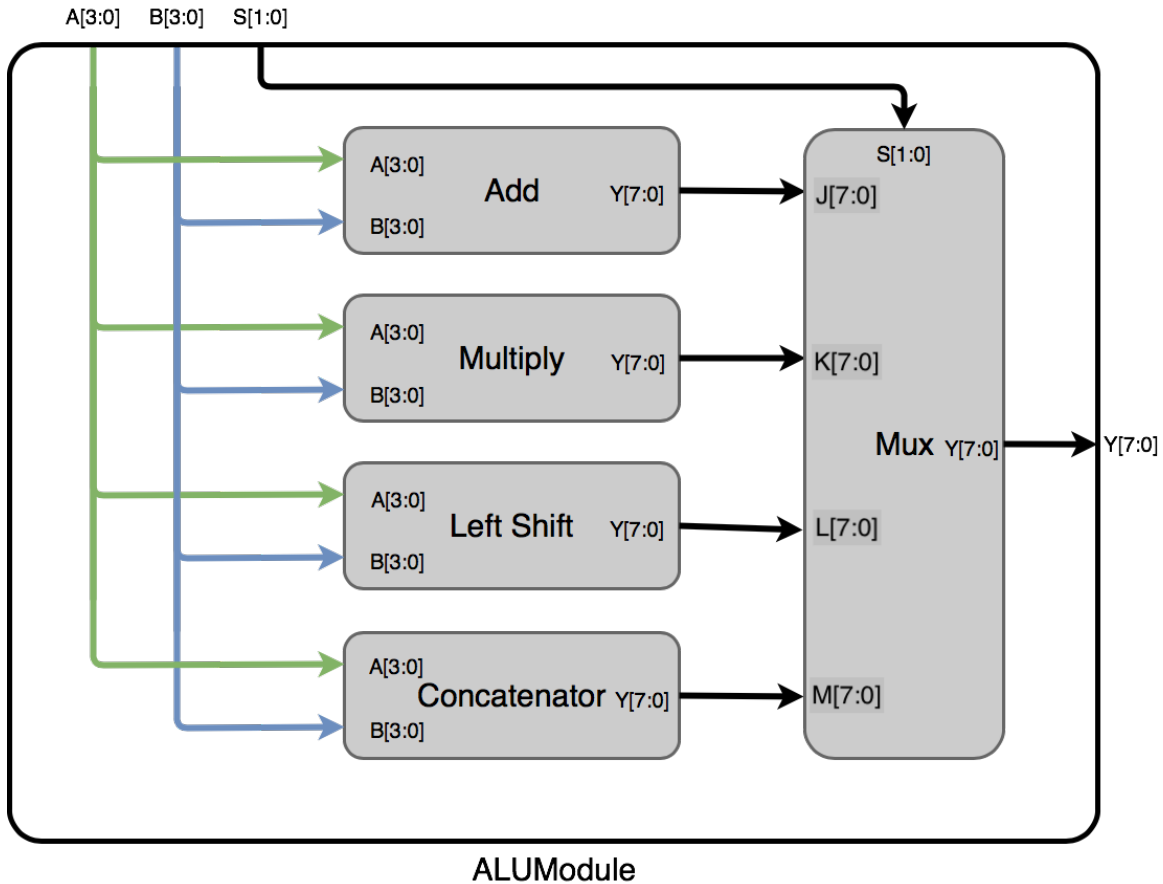 A[3:0] B[3:0] S[1:0]
S[1:0]
A[3:0]
Add
Y[7:0]
J[7:0]
B[3:0]
A[3:0]
Multiply
Y[7:0]
K[7:0]
B[3:0]
Mux Y[7:0]
Y[7:0]
A[3:0]
Left Shift
Y[7:0]
L[7:0]
B[3:0]
A[3:0]
Concatenator Y[7:0]
M[7:0]
B[3:0]
ALUModule